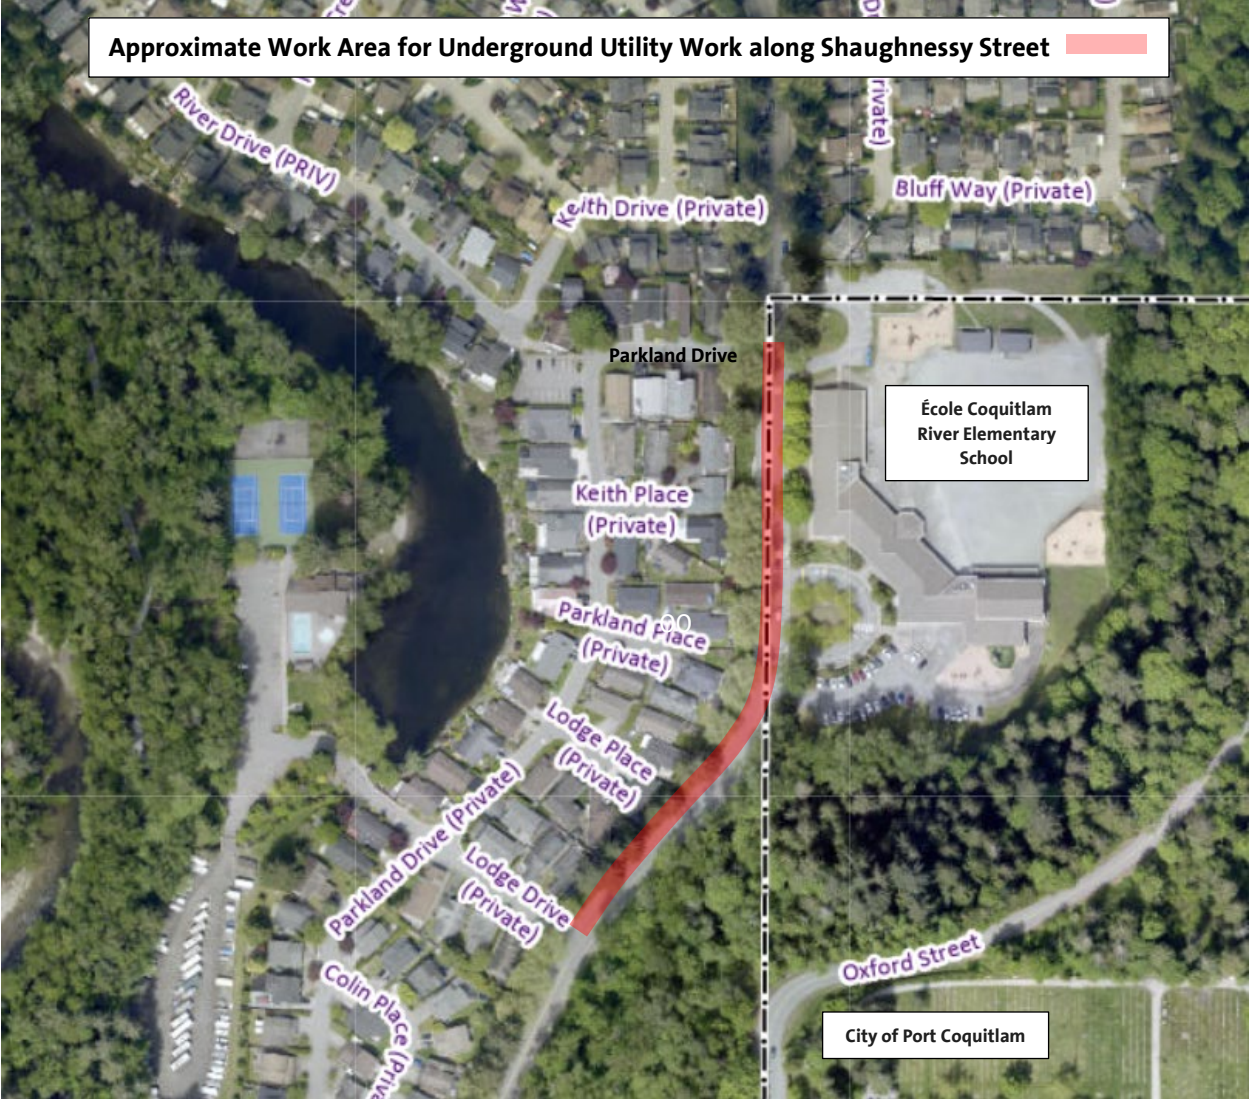 Approximate Work Area for Underground Utility Work along Shaughnessy Street
River Drive (PRIV)
Keith Drive (Private)
Bluff Way (Private)
Parkland Drive
École Coquitlam
River Elementary
School
Keith Place
(Private)
Parkland Place
(Private)
Lodge Place
(Private)
Parkland Drive (Private)
Lodge Drive
(Private)
Oxford Street
Colin Place
City of Port Coquitlam